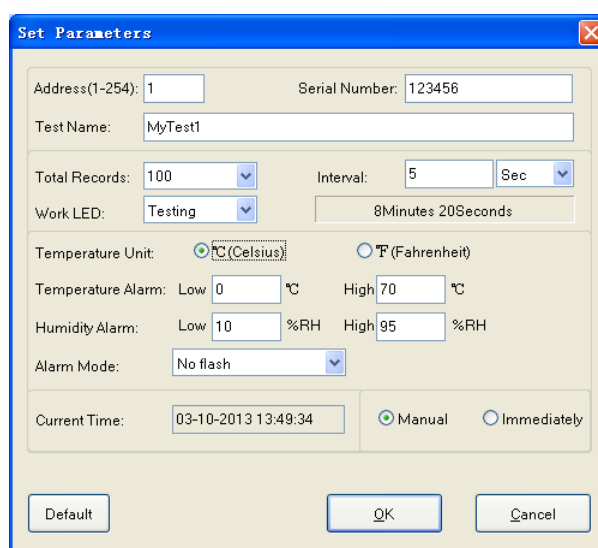 Set Parameters
Address(1-254): 1 Serial Number: 123456
Test Name: MyTest1
Total Records: 100 Interval: 5 Sec
Work LED: Testing 8Minutes 20Seconds
Temperature Unit: ℃(Celsius) ℉(Fahrenheit)
Temperature Alarm: Low 0 ℃ High 70 ℃
Humidity Alarm: Low 10 %RH High 95 %RH
Alarm Mode: No flash
Current Time: 03-10-2013 13:49:34 Manual Immediately
Default OK Cancel